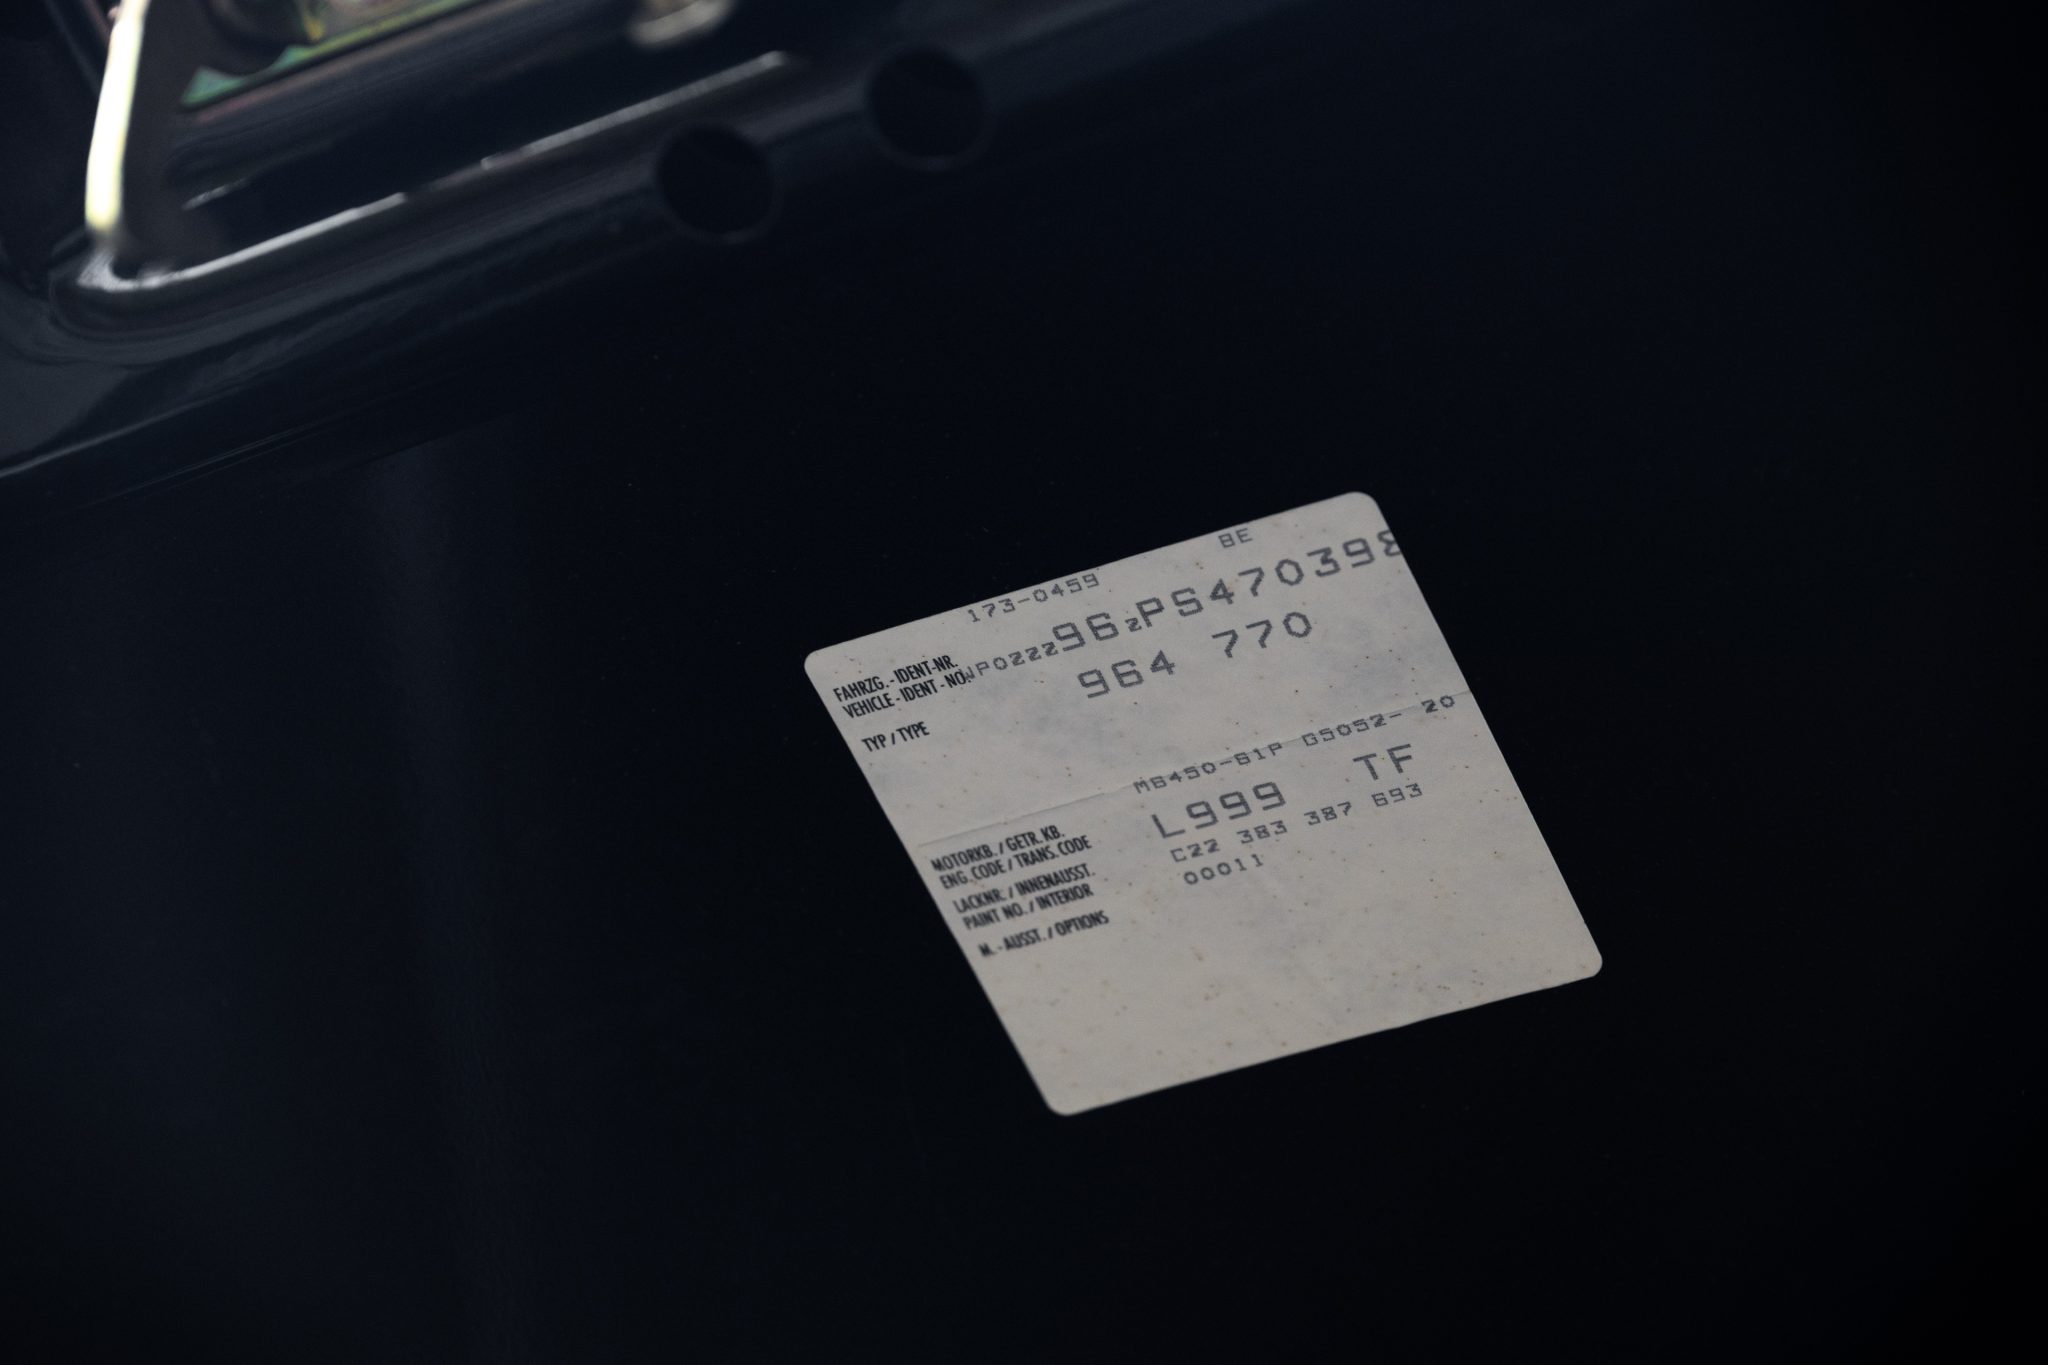 173-0459 BE
FAHRZG.-IDENT-NR.
VEHICLE-IDENT-NO. WP0ZZZ96ZPS470398
TYP / TYPE 964 770
M6450-61P G5052- 20
MOTORKB. / GETR. KB.
ENG. CODE / TRANS. CODE
L999 TF
LACKNR. / INNENAUSST.
PAINT NO. / INTERIOR
C22 383 387 693
M.-AUSST. / OPTIONS
00011